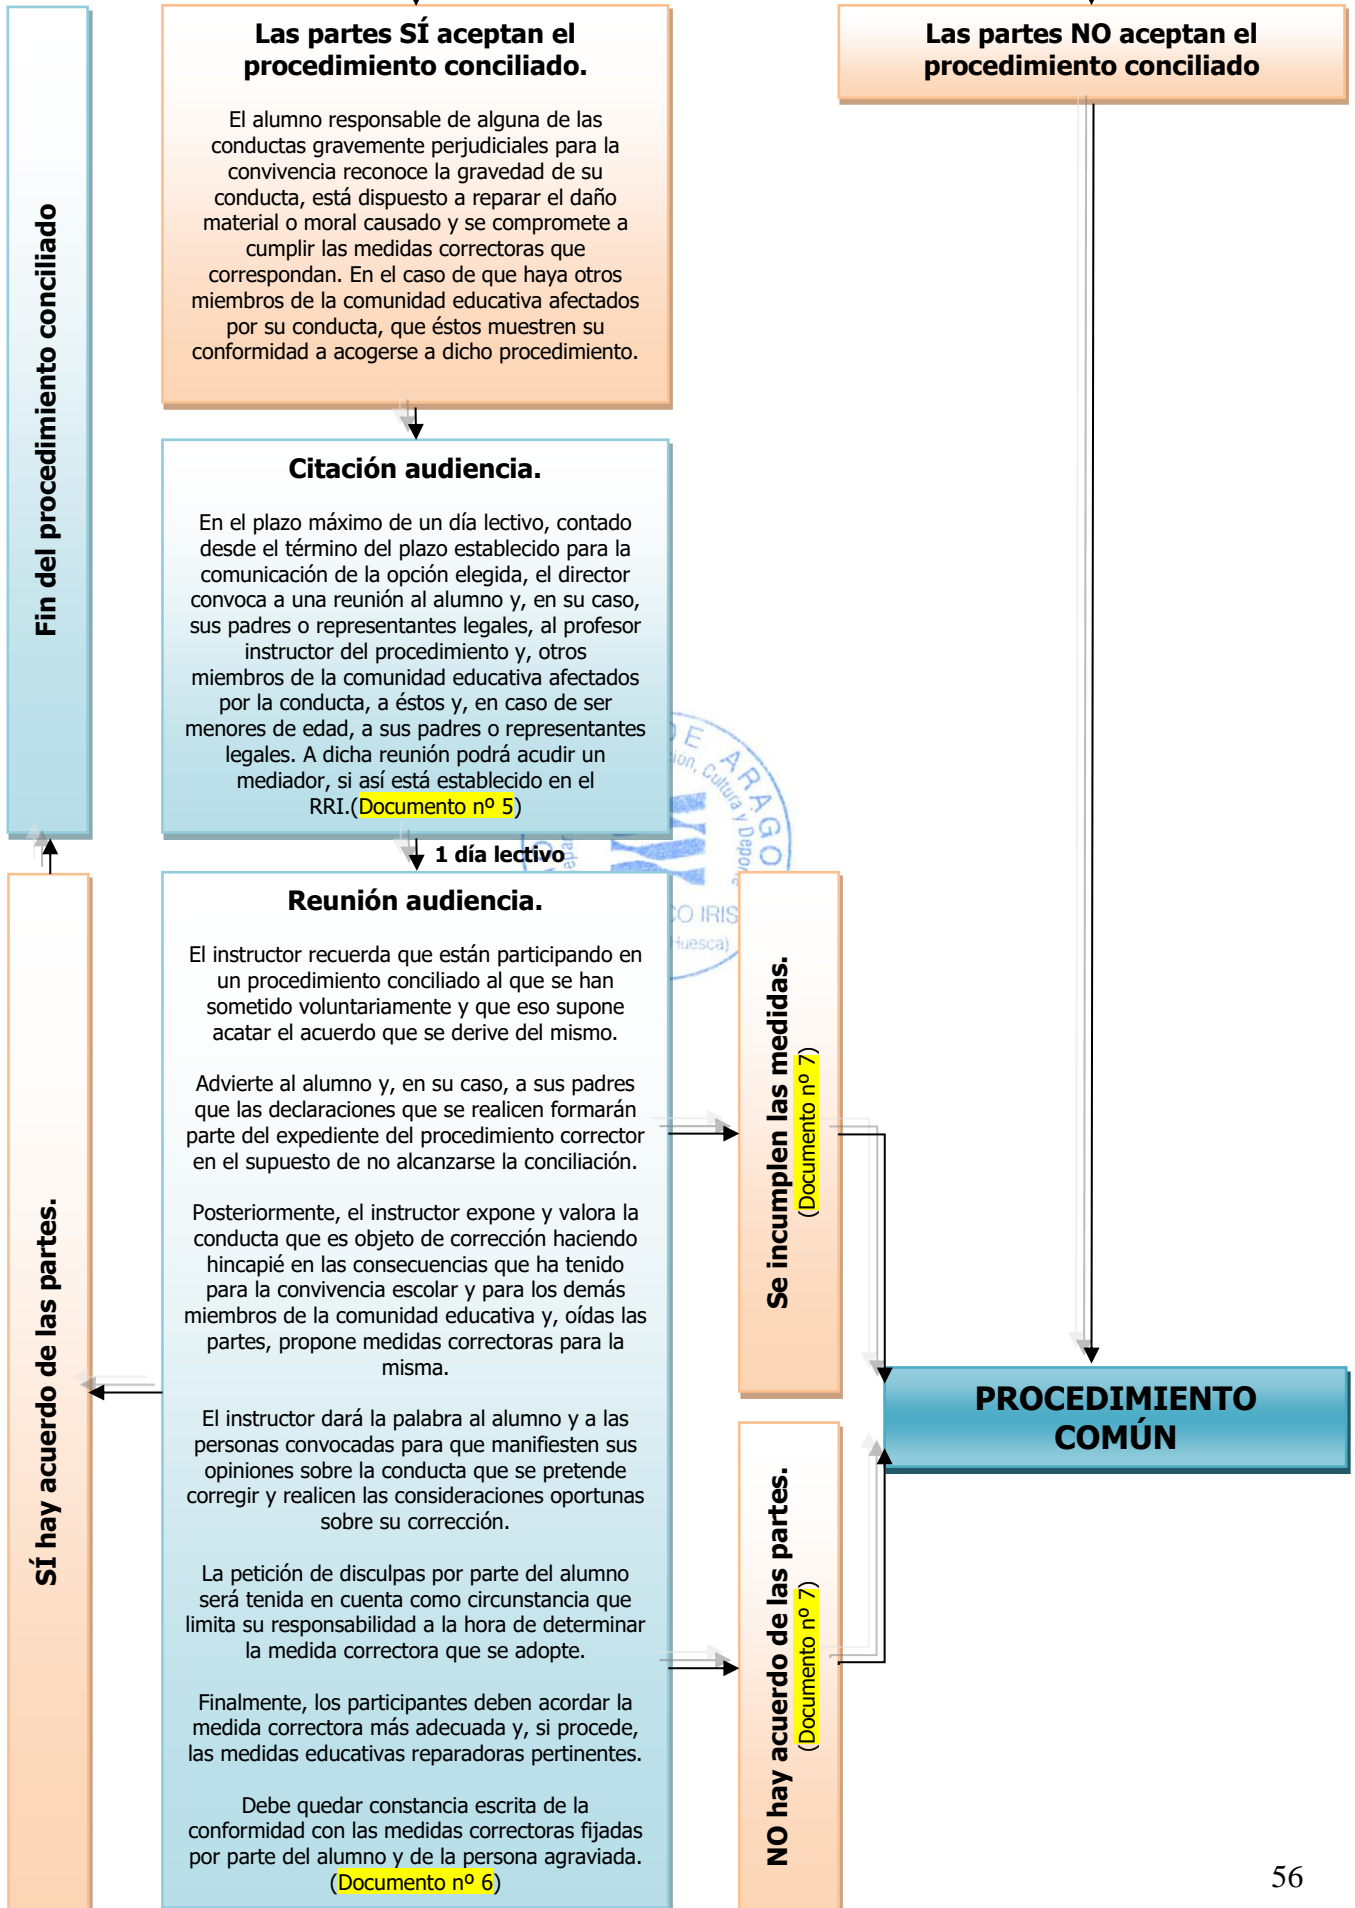 Las partes SÍ aceptan el
procedimiento conciliado.
El alumno responsable de alguna de las
conductas gravemente perjudiciales para la
convivencia reconoce la gravedad de su
conducta, está dispuesto a reparar el daño
material o moral causado y se compromete a
cumplir las medidas correctoras que
correspondan. En el caso de que haya otros
miembros de la comunidad educativa afectados
por su conducta, que éstos muestren su
conformidad a acogerse a dicho procedimiento.
Las partes NO aceptan el
procedimiento conciliado
Fin del procedimiento conciliado
Citación audiencia.
En el plazo máximo de un día lectivo, contado
desde el término del plazo establecido para la
comunicación de la opción elegida, el director
convoca a una reunión al alumno y, en su caso,
sus padres o representantes legales, al profesor
instructor del procedimiento y, otros
miembros de la comunidad educativa afectados
por la conducta, a éstos y, en caso de ser
menores de edad, a sus padres o representantes
legales. A dicha reunión podrá acudir un
mediador, si así está establecido en el
RRI.(Documento nº 5)
DE ARAGO
Cultura y Deporte
CO IRIS
Huesca)
1 día lectivo
Reunión audiencia.
El instructor recuerda que están participando en
un procedimiento conciliado al que se han
sometido voluntariamente y que eso supone
acatar el acuerdo que se derive del mismo.
Advierte al alumno y, en su caso, a sus padres
que las declaraciones que se realicen formarán
parte del expediente del procedimiento corrector
en el supuesto de no alcanzarse la conciliación.
Posteriormente, el instructor expone y valora la
conducta que es objeto de corrección haciendo
hincapié en las consecuencias que ha tenido
para la convivencia escolar y para los demás
miembros de la comunidad educativa y, oídas las
partes, propone medidas correctoras para la
misma.
El instructor dará la palabra al alumno y a las
personas convocadas para que manifiesten sus
opiniones sobre la conducta que se pretende
corregir y realicen las consideraciones oportunas
sobre su corrección.
La petición de disculpas por parte del alumno
será tenida en cuenta como circunstancia que
limita su responsabilidad a la hora de determinar
la medida correctora que se adopte.
Finalmente, los participantes deben acordar la
medida correctora más adecuada y, si procede,
las medidas educativas reparadoras pertinentes.
Debe quedar constancia escrita de la
conformidad con las medidas correctoras fijadas
por parte del alumno y de la persona agraviada.
(Documento nº 6)
SÍ hay acuerdo de las partes.
Se incumplen las medidas.
(Documento nº 7)
NO hay acuerdo de las partes.
(Documento nº 7)
PROCEDIMIENTO
COMÚN
56